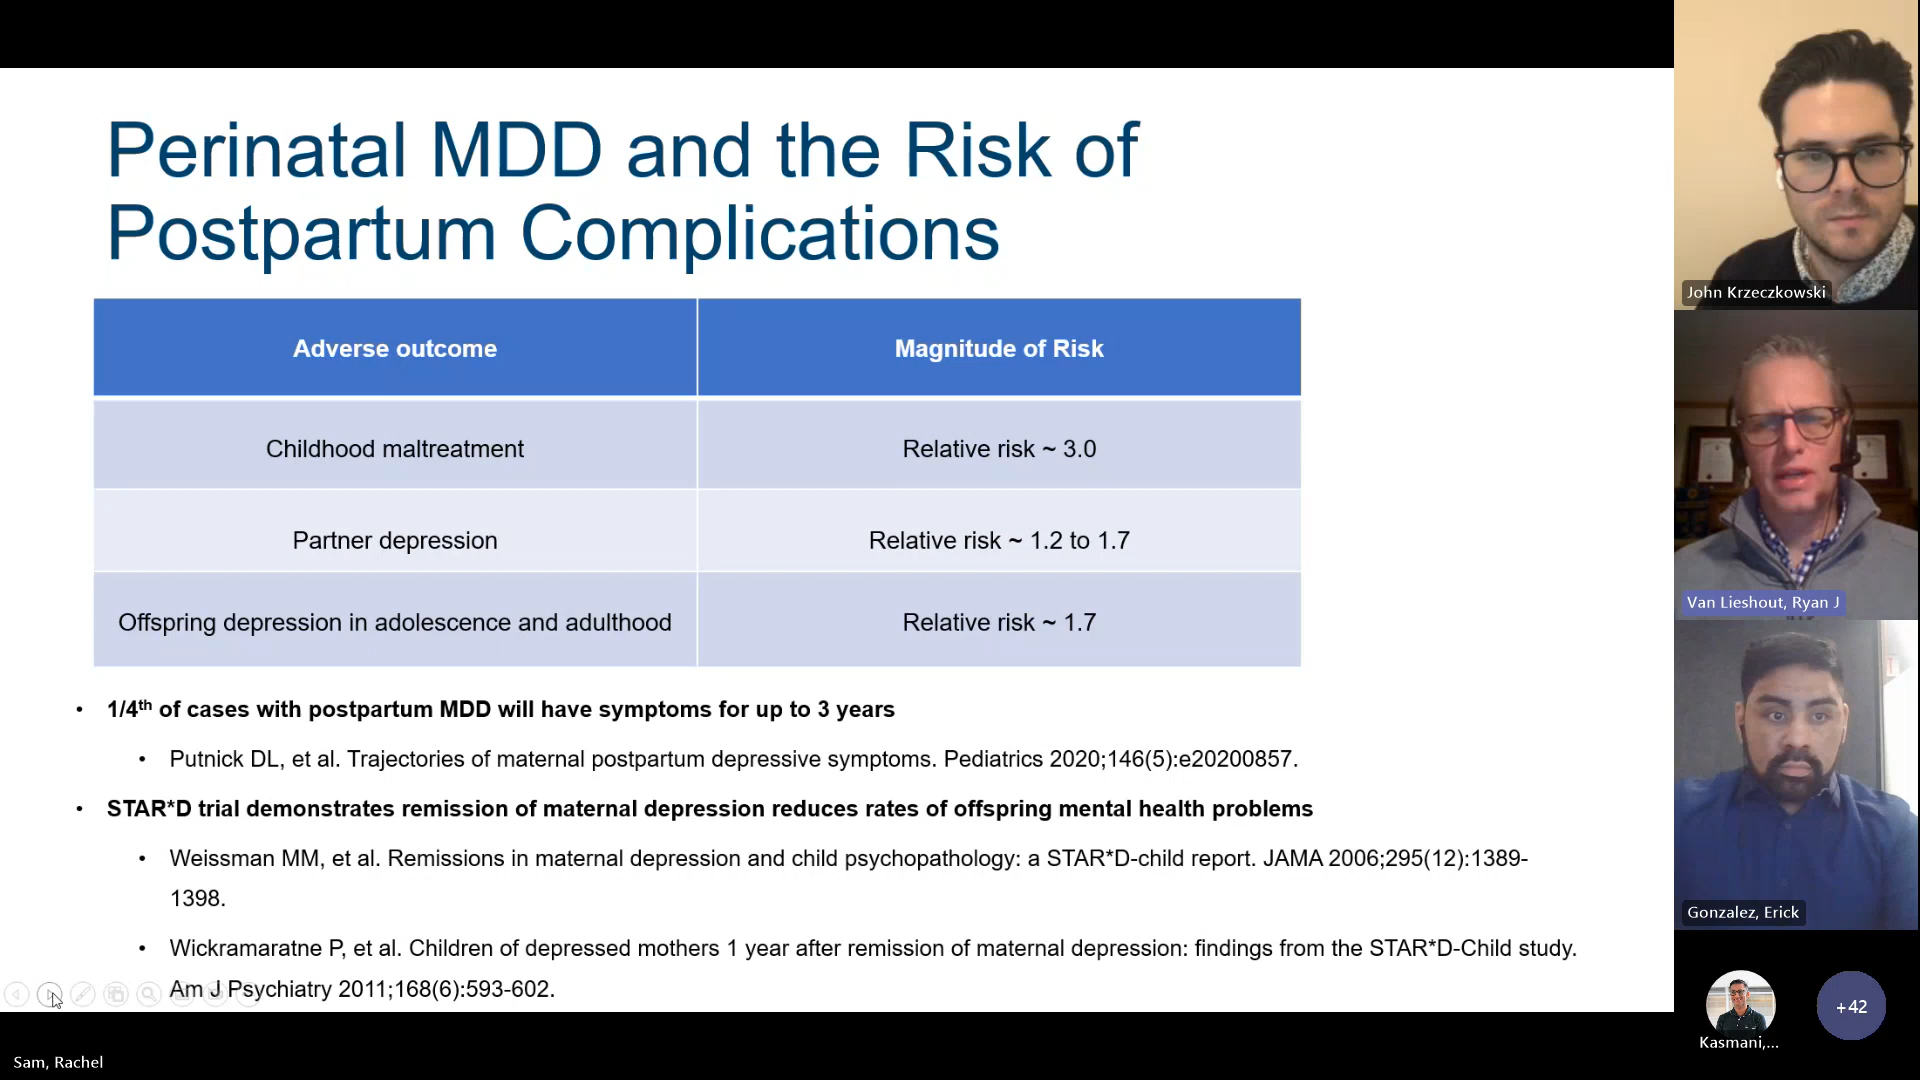 Perinatal MDD and the Risk of
Postpartum Complications
Adverse outcome
Magnitude of Risk
Childhood maltreatment
Relative risk ~ 3.0
Partner depression
Relative risk ~ 1.2 to 1.7
Offspring depression in adolescence and adulthood
Relative risk ~ 1.7
• 1/4th of cases with postpartum MDD will have symptoms for up to 3 years
• Putnick DL, et al. Trajectories of maternal postpartum depressive symptoms. Pediatrics 2020;146(5):e20200857.
• STAR*D trial demonstrates remission of maternal depression reduces rates of offspring mental health problems
• Weissman MM, et al. Remissions in maternal depression and child psychopathology: a STAR*D-child report. JAMA 2006;295(12):1389-
1398.
• Wickramaratne P, et al. Children of depressed mothers 1 year after remission of maternal depression: findings from the STAR*D-Child study.
Am J Psychiatry 2011;168(6):593-602.
Sam, Rachel
John Krzeczkowski
Van Lieshout, Ryan J
Gonzalez, Erick
Kasmani,...
+42